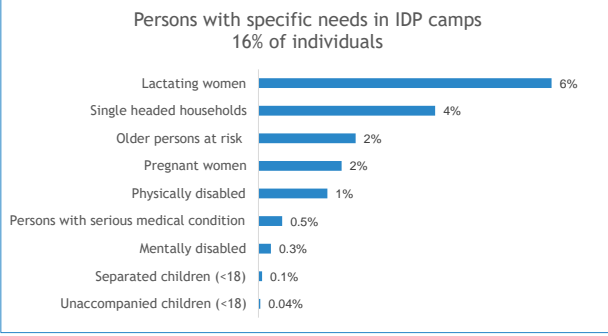 Persons with specific needs in IDP camps
16% of individuals
Lactating women 6%
Single headed households 4%
Older persons at risk 2%
Pregnant women 2%
Physically disabled 1%
Persons with serious medical condition 0.5%
Mentally disabled 0.3%
Separated children (<18) 0.1%
Unaccompanied children (<18) 0.04%